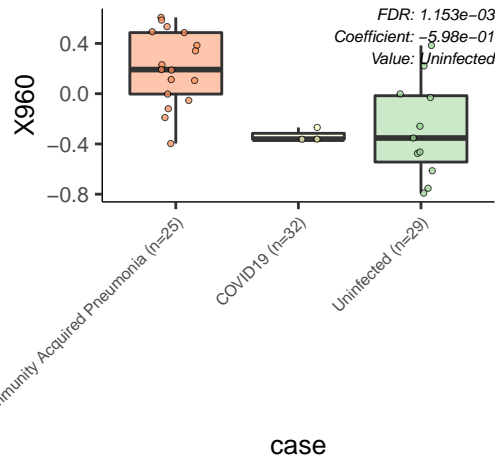 FDR: 1.153e−03
Coefficient: −5.98e−01
Value: Uninfected
X960
0.4
0.0
−0.4
−0.8
Acquired Pneumonia (n=25)
COVID19 (n=32)
Uninfected (n=29)
case